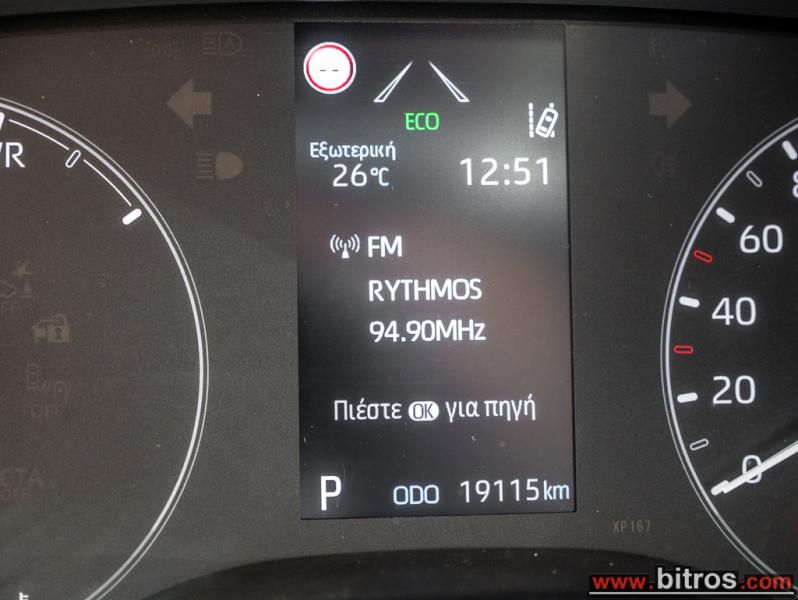 --
ECO
Εξωτερική
26°C
12:51
FM
RYTHMOS
94.90MHz
Πιέστε OK για πηγή
P ODO 19115km
60
40
20
0
XP167
www.bitros.com